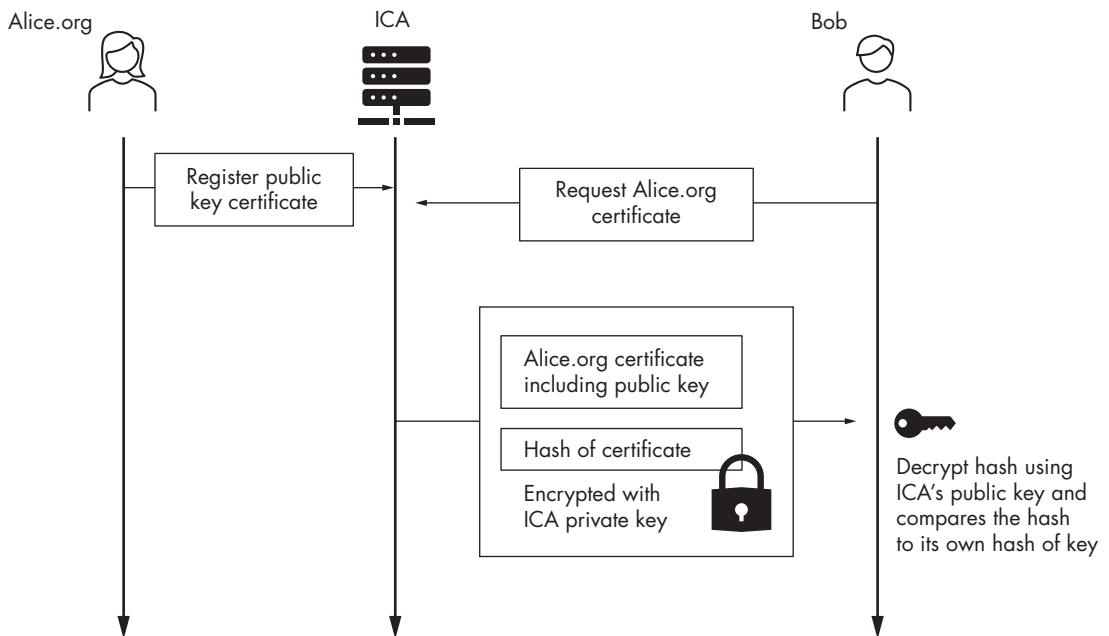 Alice.org
ICA
Bob
Register public
key certificate
Request Alice.org
certificate
Alice.org certificate
including public key
Hash of certificate
Encrypted with
ICA private key
Decrypt hash using
ICA's public key and
compares the hash
to its own hash of key